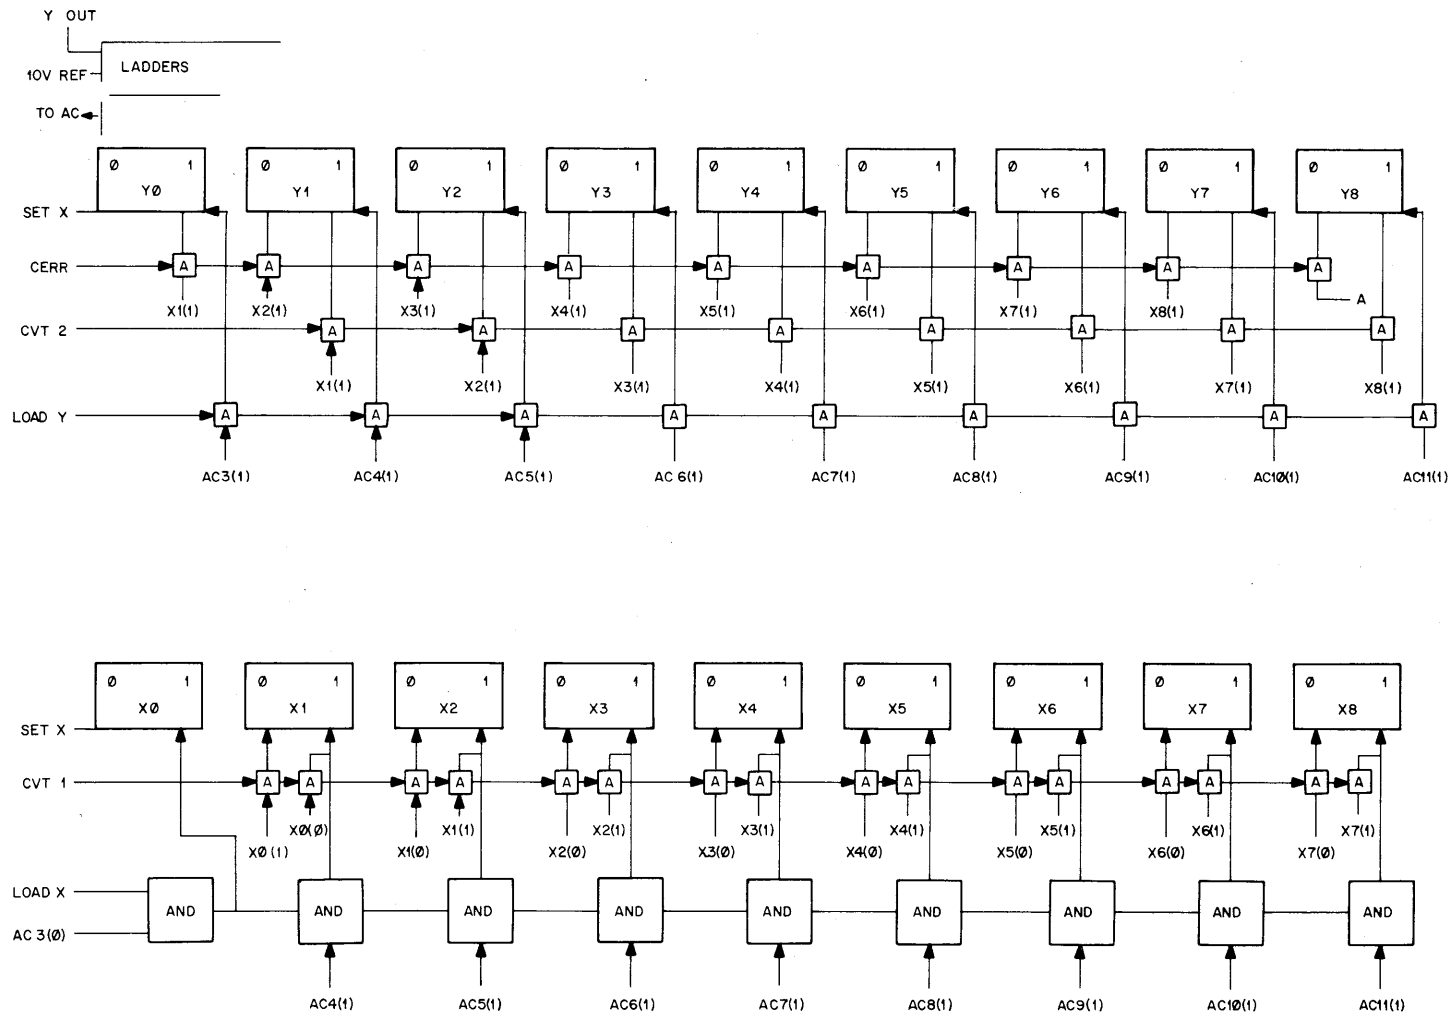 Y OUT
10V REF
LADDERS
TO AC
Ø 1 Ø 1 Ø 1 Ø 1 Ø 1 Ø 1 Ø 1 Ø 1 Ø 1
YØ Y1 Y2 Y3 Y4 Y5 Y6 Y7 Y8
SET X
CERR A A A A A A A A A
X1(1) X2(1) X3(1) X4(1) X5(1) X6(1) X7(1) X8(1) A
CVT 2 A A A A A A A A
X1(1) X2(1) X3(1) X4(1) X5(1) X6(1) X7(1) X8(1)
LOAD Y A A A A A A A A A
AC3(1) AC4(1) AC5(1) AC6(1) AC7(1) AC8(1) AC9(1) AC1Ø(1) AC11(1)
Ø 1 Ø 1 Ø 1 Ø 1 Ø 1 Ø 1 Ø 1 Ø 1 Ø 1
XØ X1 X2 X3 X4 X5 X6 X7 X8
SET X
CVT 1 A A A A A A A A A A A A A A A A
XØ(Ø) X1(1) X2(1) X3(1) X4(1) X5(1) X6(1) X7(1)
XØ(1) X1(Ø) X2(Ø) X3(Ø) X4(Ø) X5(Ø) X6(Ø) X7(Ø)
LOAD X
AND AND AND AND AND AND AND AND AND
AC3(Ø)
AC4(1) AC5(1) AC6(1) AC7(1) AC8(1) AC9(1) AC1Ø(1) AC11(1)